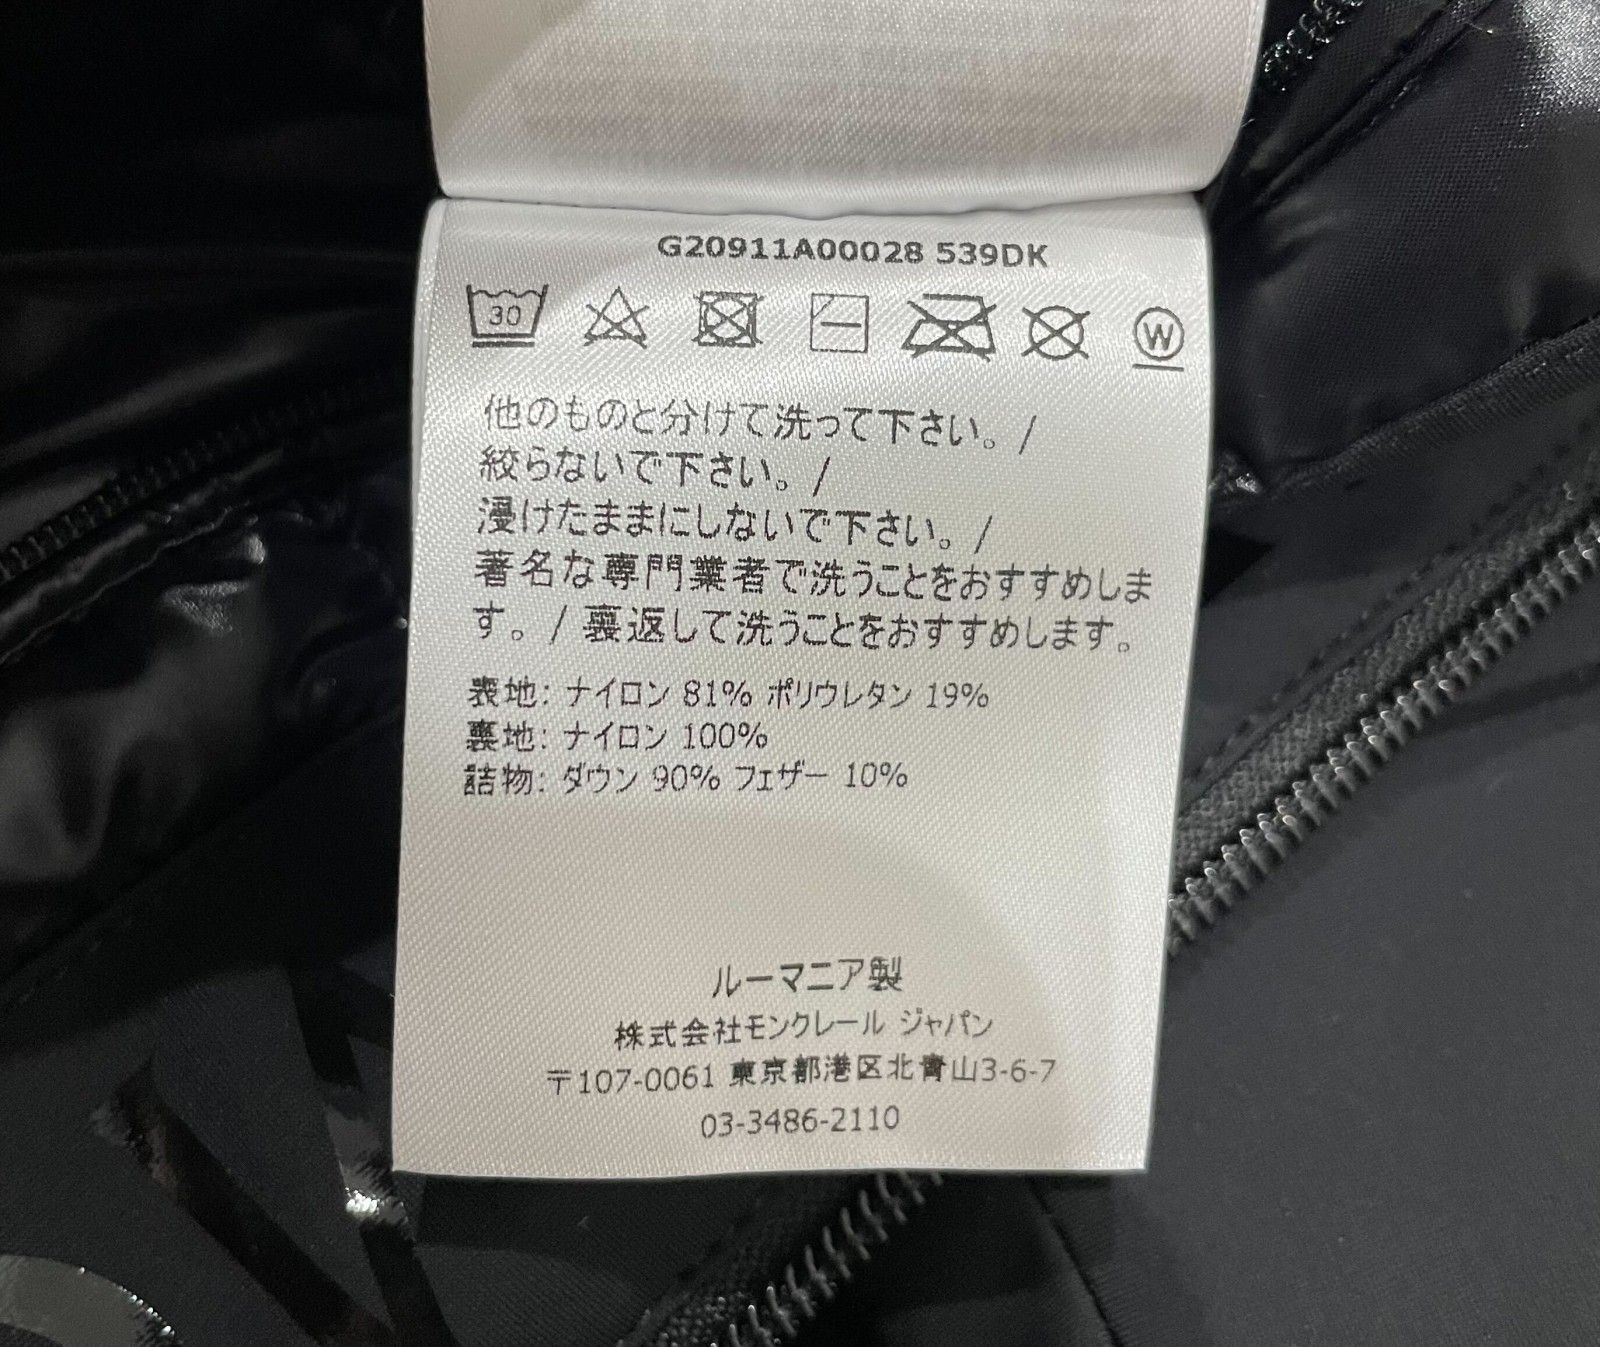 G20911A00028 539DK
30
W
他のものと分けて洗って下さい。/
絞らないで下さい。/
浸けたままにしないで下さい。/
著名な専門業者で洗うことをおすすめしま
す。/ 裏返して洗うことをおすすめします。
表地: ナイロン 81% ポリウレタン 19%
裏地: ナイロン 100%
詰物: ダウン 90% フェザー 10%
ルーマニア製
株式会社モンクレール ジャパン
〒107-0061 東京都港区北青山3-6-7
03-3486-2110